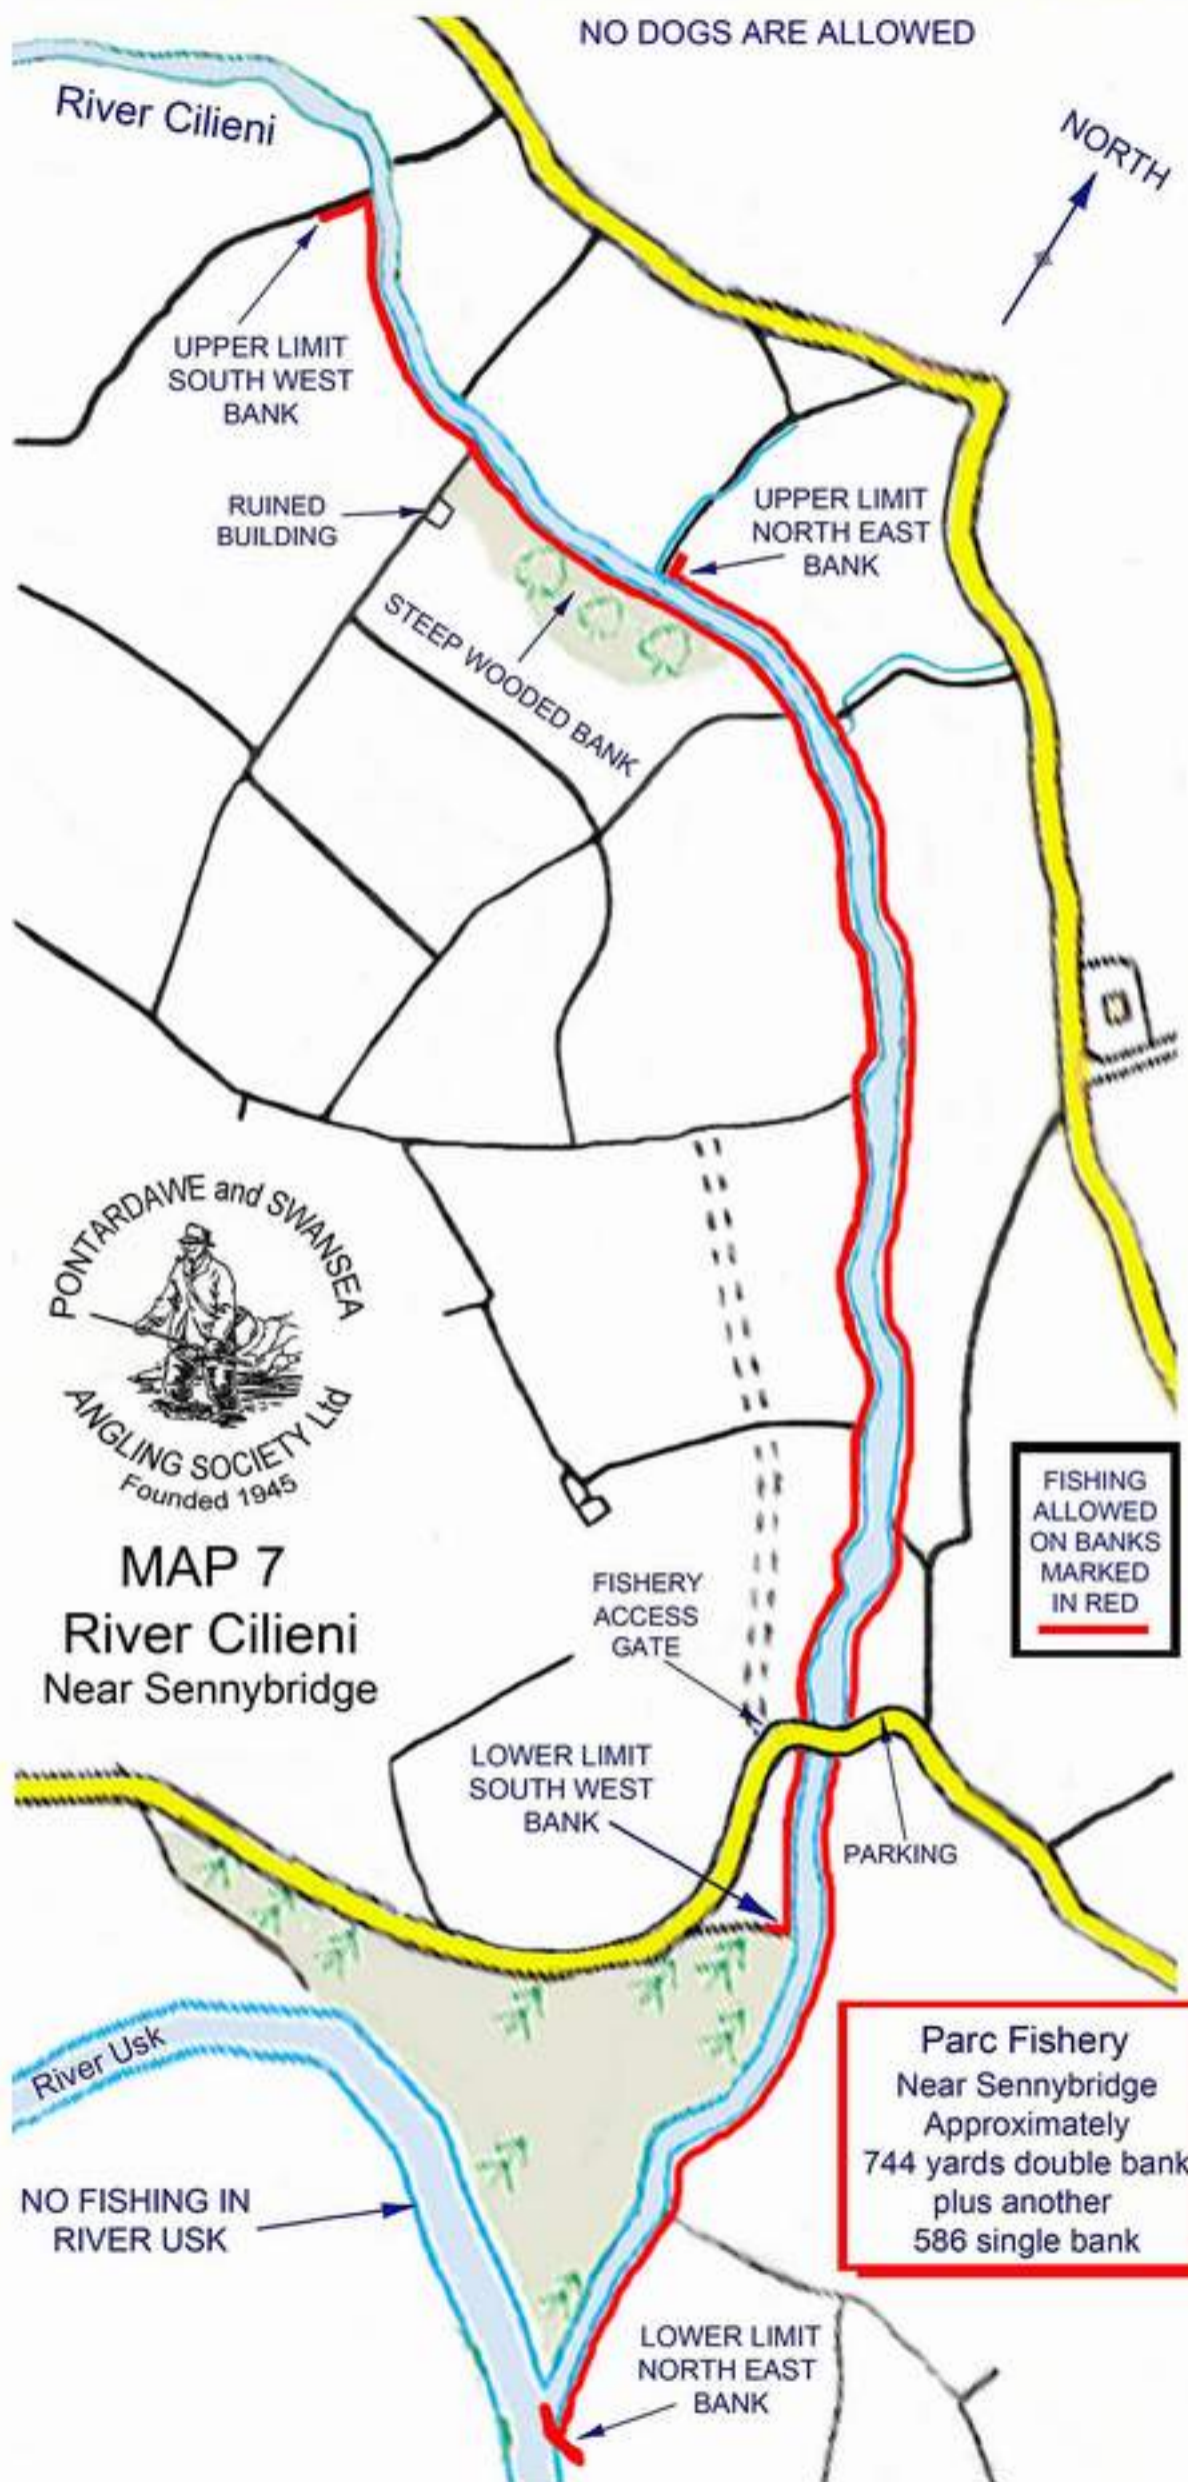 NO DOGS ARE ALLOWED
River Cilieni
NORTH
UPPER LIMIT
SOUTH WEST
BANK
RUINED
BUILDING
UPPER LIMIT
NORTH EAST
BANK
STEEP WOODED BANK
PONTARDAWE and SWANSEA
ANGLING SOCIETY Ltd
Founded 1945
MAP 7
River Cilieni
Near Sennybridge
FISHING
ALLOWED
ON BANKS
MARKED
IN RED
FISHERY
ACCESS
GATE
LOWER LIMIT
SOUTH WEST
BANK
PARKING
River Usk
NO FISHING IN
RIVER USK
Parc Fishery
Near Sennybridge
Approximately
744 yards double bank
plus another
586 single bank
LOWER LIMIT
NORTH EAST
BANK